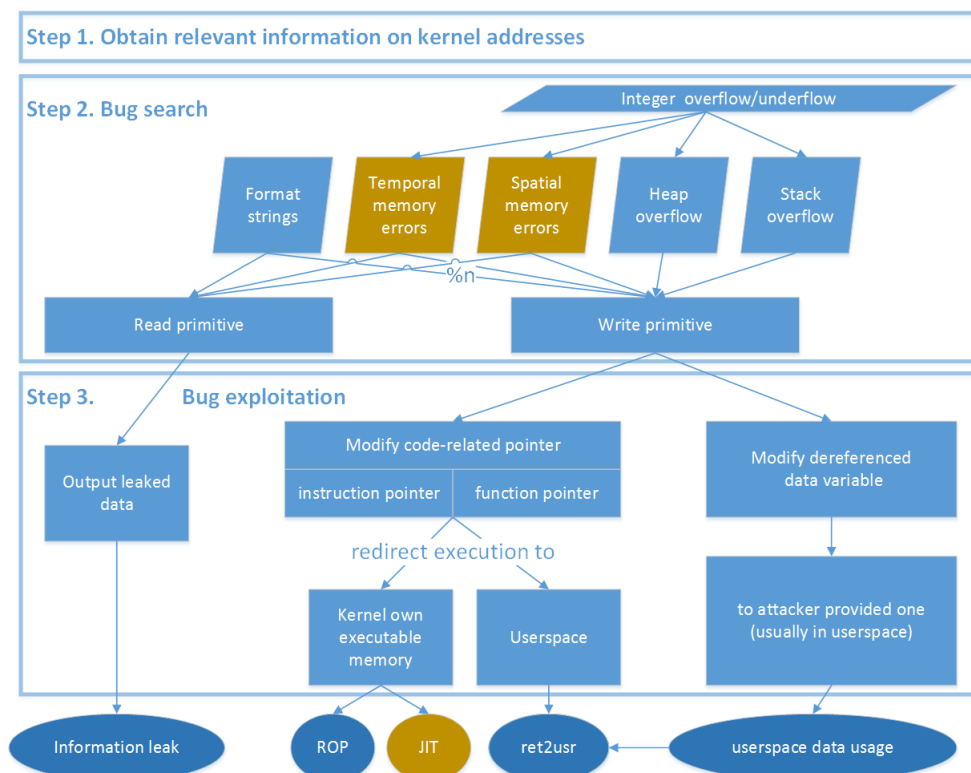 Step 1. Obtain relevant information on kernel addresses
Step 2. Bug search
Integer overflow/underflow
Format
strings
Temporal
memory
errors
Spatial
memory
errors
Heap
overflow
Stack
overflow
%n
Read primitive
Write primitive
Step 3. Bug exploitation
Output leaked
data
Modify code-related pointer
instruction pointer
function pointer
Modify dereferenced
data variable
redirect execution to
Kernel own
executable
memory
Userspace
to attacker provided one
(usually in userspace)
Information leak
ROP
JIT
ret2usr
userspace data usage